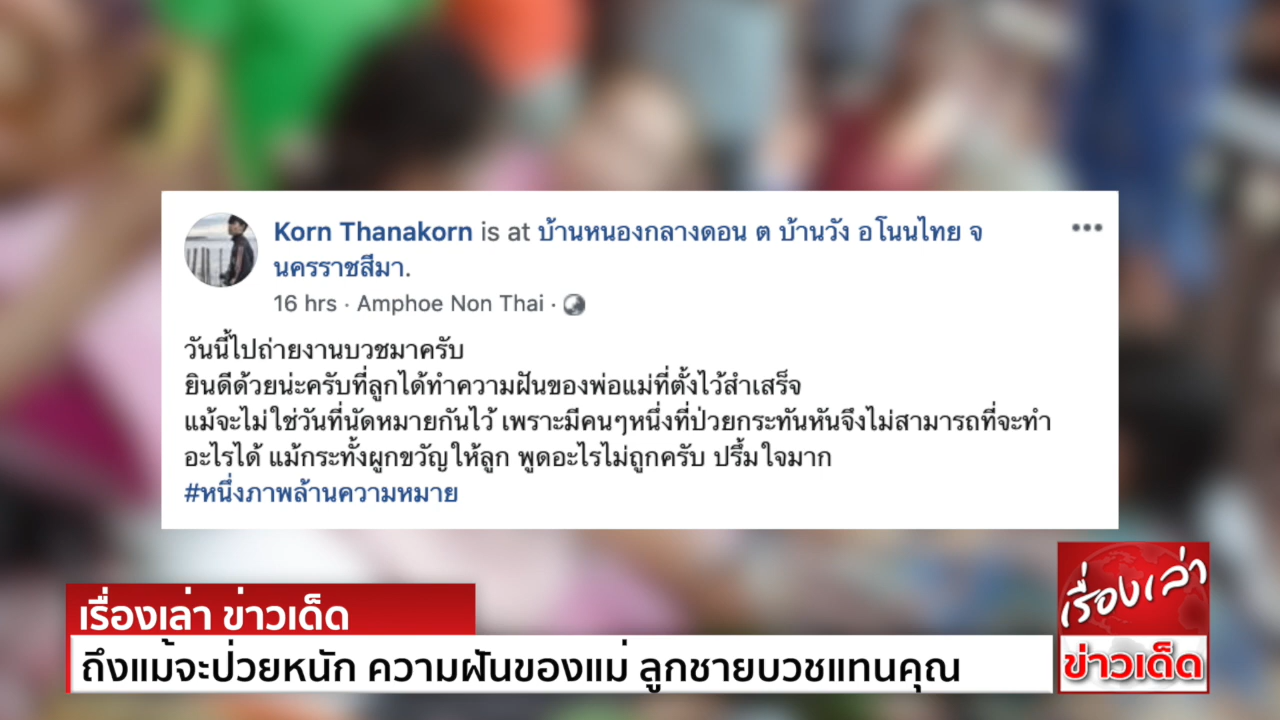 Korn Thanakorn is at บ้านหนองกลางดอน ต บ้านวัง อ โนนไทย จ
นครราชสีมา.
16 hrs · Amphoe Non Thai ·
วันนี้ไปถ่ายงานบวชมาครับ
ยินดีด้วยน่ะครับที่ลูกได้ทำความฝันของพ่อแม่ที่ตั้งไว้สำเสร็จ
แม้จะไม่ใช่วันที่นัดหมายกันไว้ เพราะมีคนๆหนึ่งที่ป่วยกระทันหันจึงไม่สามารถที่จะทำ
อะไรได้ แม้กระทั้งผูกขวัญให้ลูก พูดอะไรไม่ถูกครับ ปรึ้มใจมาก
#หนึ่งภาพล้านความหมาย
เรื่องเล่า ข่าวเด็ด
ถึงแม้จะป่วยหนัก ความฝันของแม่ ลูกชายบวชแทนคุณ
เรื่องเล่า
ข่าวเด็ด